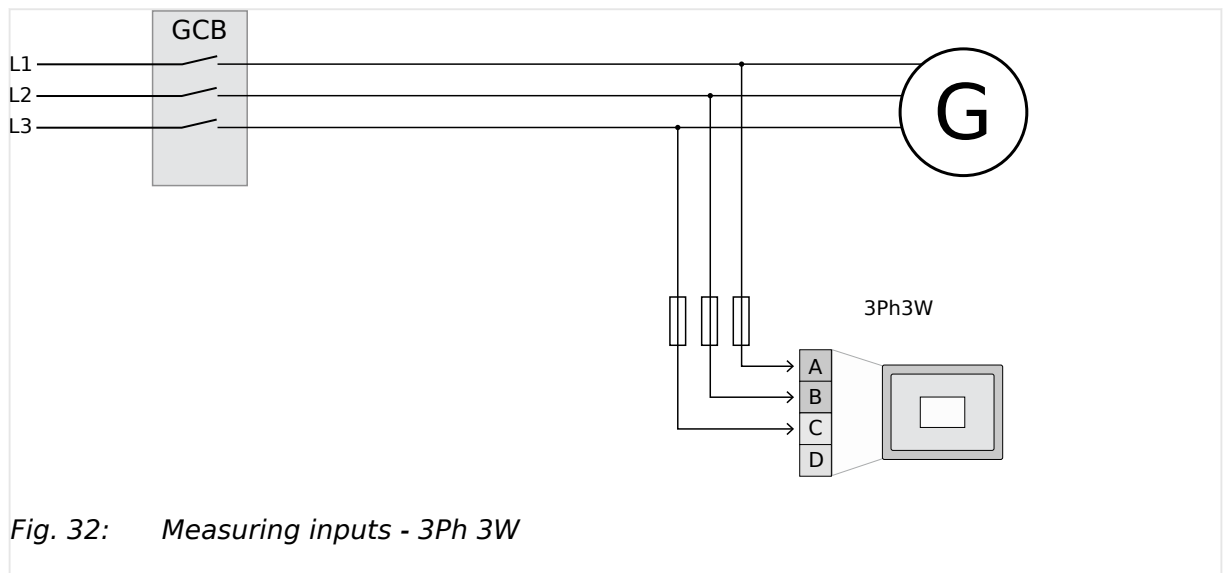 GCB
L1
L2
L3
G
3Ph3W
A
B
C
D
Fig. 32: Measuring inputs - 3Ph 3W